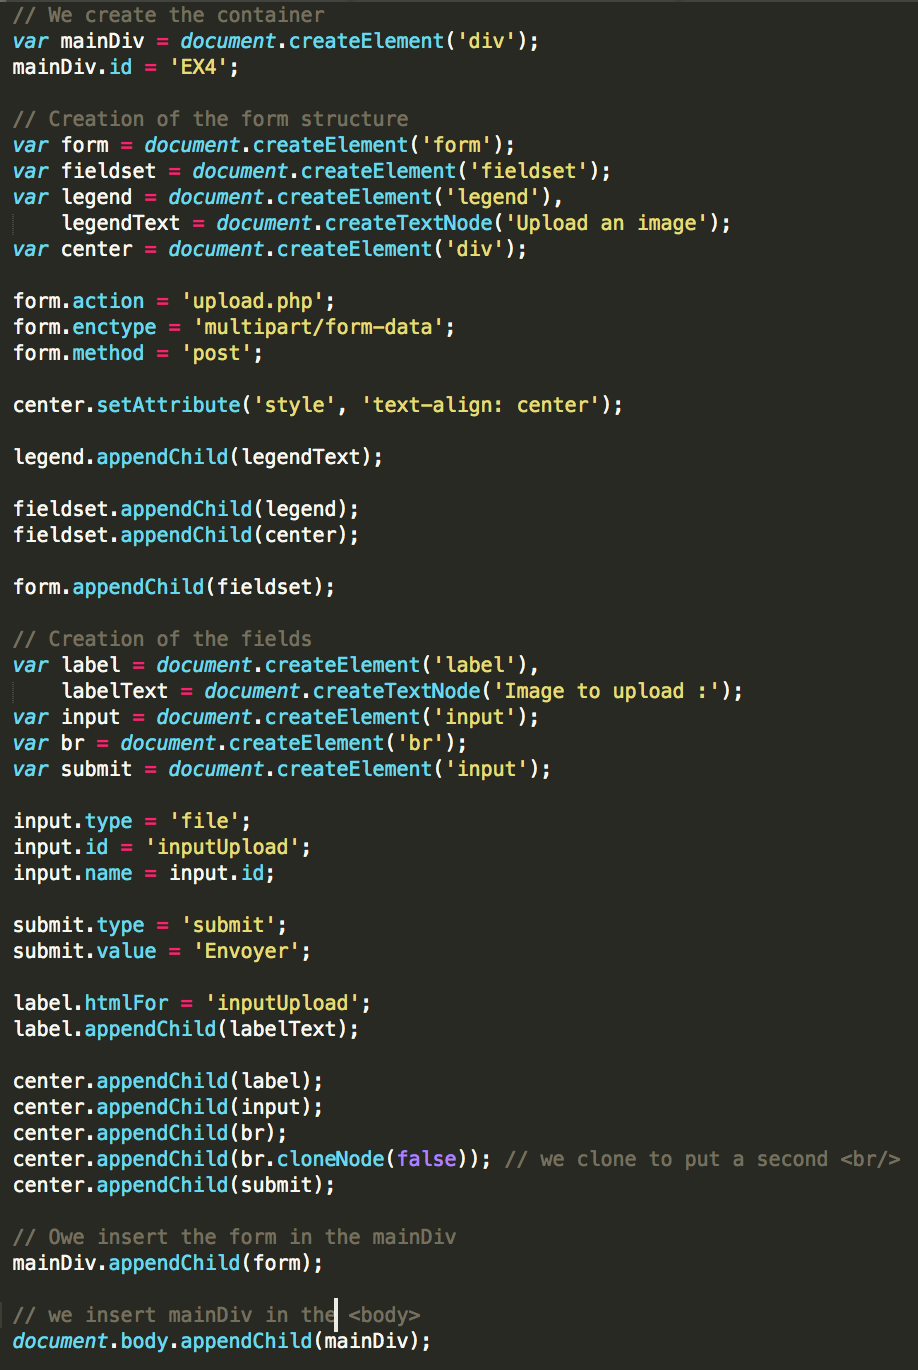 // We create the container
var mainDiv = document.createElement('div');
mainDiv.id = 'EX4';
// Creation of the form structure
var form = document.createElement('form');
var fieldset = document.createElement('fieldset');
var legend = document.createElement('legend'),
legendText = document.createTextNode('Upload an image');
var center = document.createElement('div');
form.action = 'upload.php';
form.enctype = 'multipart/form-data';
form.method = 'post';
center.setAttribute('style', 'text-align: center');
legend.appendChild(legendText);
fieldset.appendChild(legend);
fieldset.appendChild(center);
form.appendChild(fieldset);
// Creation of the fields
var label = document.createElement('label'),
labelText = document.createTextNode('Image to upload :');
var input = document.createElement('input');
var br = document.createElement('br');
var submit = document.createElement('input');
input.type = 'file';
input.id = 'inputUpload';
input.name = input.id;
submit.type = 'submit';
submit.value = 'Envoyer';
label.htmlFor = 'inputUpload';
label.appendChild(labelText);
center.appendChild(label);
center.appendChild(input);
center.appendChild(br);
center.appendChild(br.cloneNode(false)); // we clone to put a second <br/>
center.appendChild(submit);
// Owe insert the form in the mainDiv
mainDiv.appendChild(form);
// we insert mainDiv in the <body>
document.body.appendChild(mainDiv);